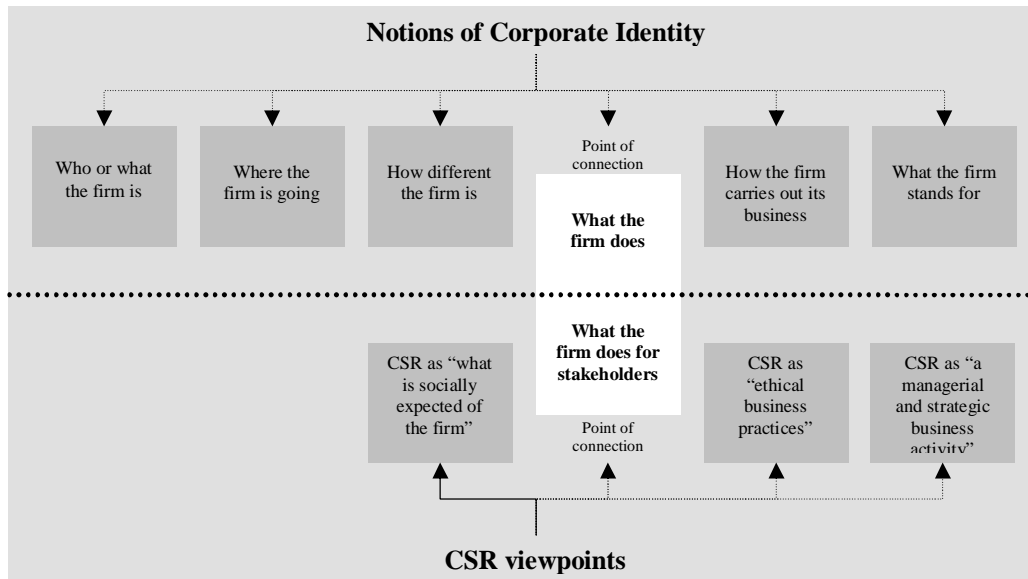 Notions of Corporate Identity
Who or what
the firm is
Where the
firm is going
How different
the firm is
Point of
connection
What the
firm does
How the firm
carries out its
business
What the firm
stands for
What the
firm does for
stakeholders
CSR as “what
is socially
expected of
the firm”
Point of
connection
CSR as
“ethical
business
practices”
CSR as “a
managerial
and strategic
business
activity”
CSR viewpoints